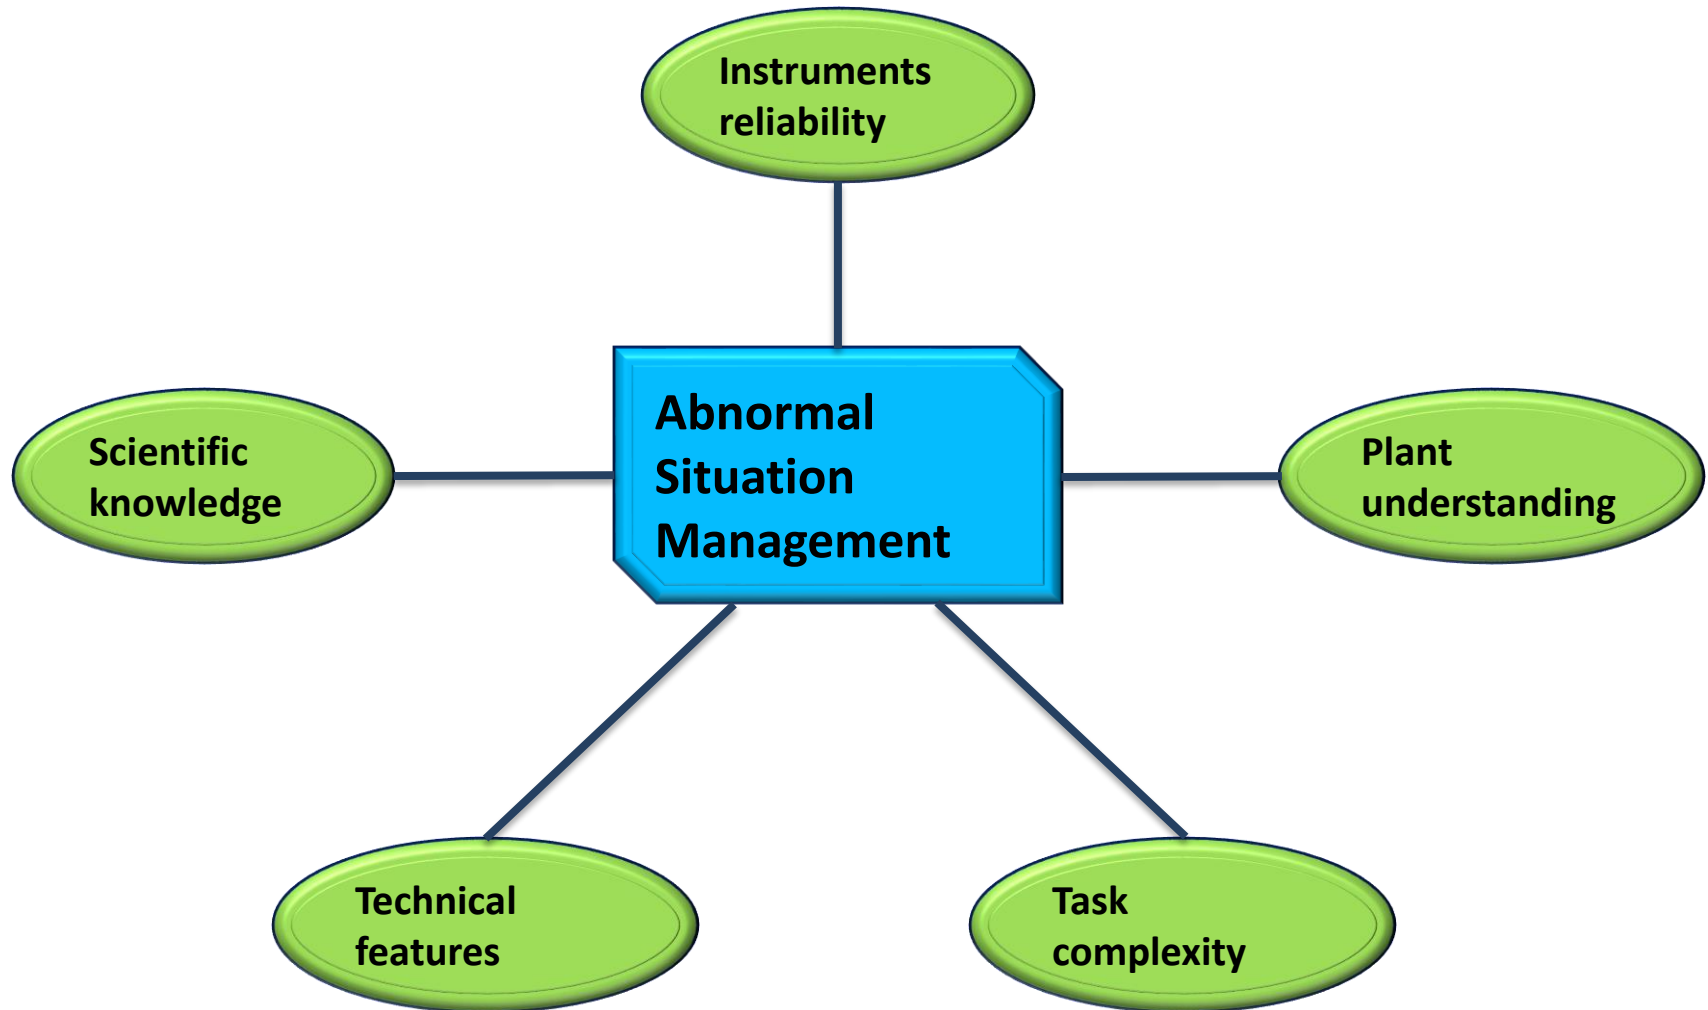 Instruments
reliability
Abnormal
Situation
Management
Scientific
knowledge
Plant
understanding
Technical
features
Task
complexity